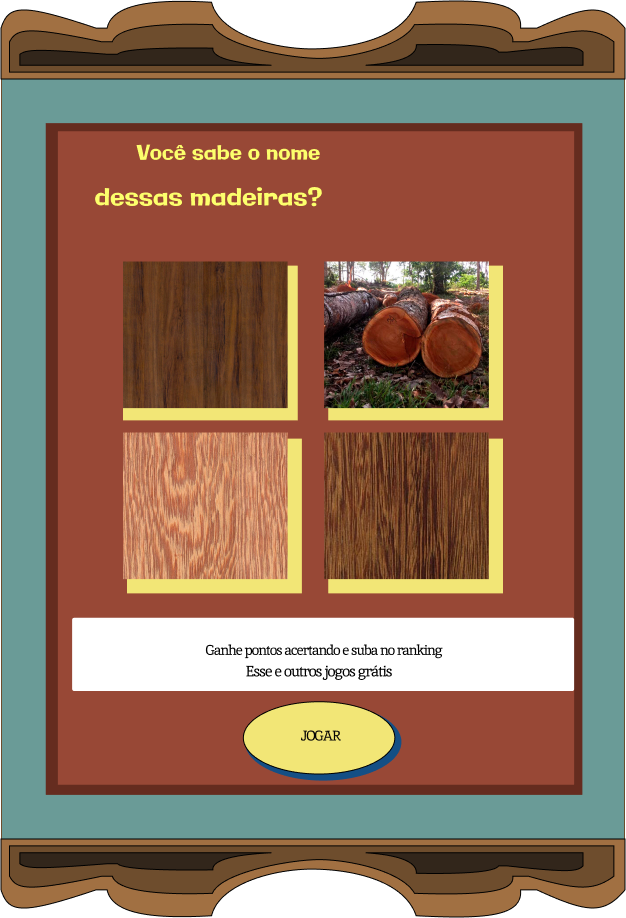 Você sabe o nome
dessas madeiras?
Ganhe pontos acertando e suba no ranking
Esse e outros jogos grátis
JOGAR